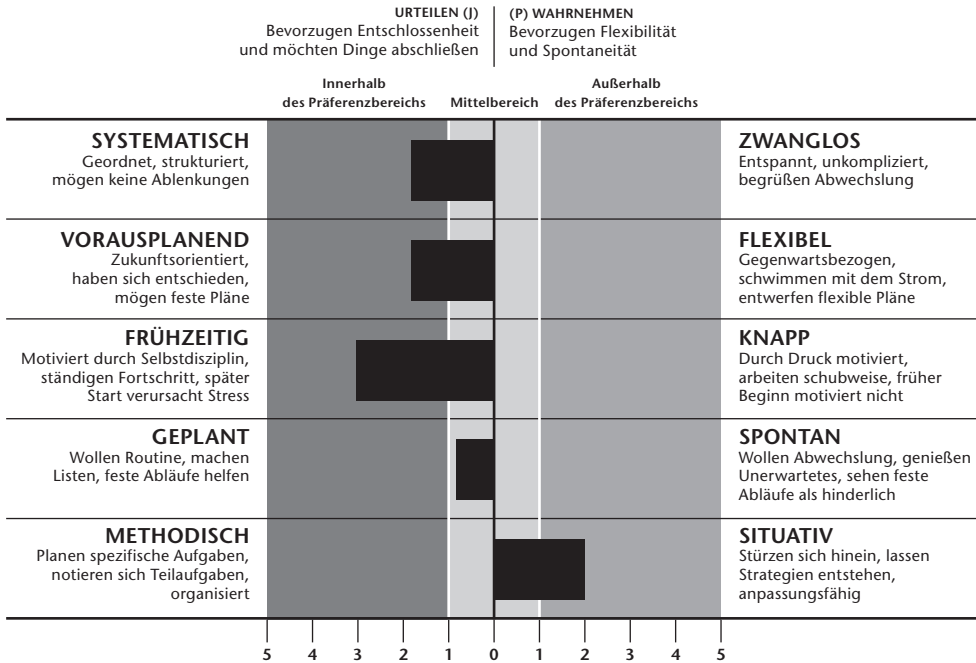 URTEILEN (J)
Bevorzugen Entschlossenheit
und möchten Dinge abschließen
(P) WAHRNEHMEN
Bevorzugen Flexibilität
und Spontaneität
Innerhalb
des Präferenzbereichs
Mittelbereich
Außerhalb
des Präferenzbereichs
SYSTEMATISCH
Geordnet, strukturiert,
mögen keine Ablenkungen
ZWANGLOS
Entspannt, unkompliziert,
begrüßen Abwechslung
VORAUSPLANEND
Zukunftsorientiert,
haben sich entschieden,
mögen feste Pläne
FLEXIBEL
Gegenwartsbezogen,
schwimmen mit dem Strom,
entwerfen flexible Pläne
FRÜHZEITIG
Motiviert durch Selbstdisziplin,
ständigen Fortschritt, später
Start verursacht Stress
KNAPP
Durch Druck motiviert,
arbeiten schubweise, früher
Beginn motiviert nicht
GEPLANT
Wollen Routine, machen
Listen, feste Abläufe helfen
SPONTAN
Wollen Abwechslung, genießen
Unerwartetes, sehen feste
Abläufe als hinderlich
METHODISCH
Planen spezifische Aufgaben,
notieren sich Teilaufgaben,
organisiert
SITUATIV
Stürzen sich hinein, lassen
Strategien entstehen,
anpassungsfähig
5 4 3 2 1 0 1 2 3 4 5